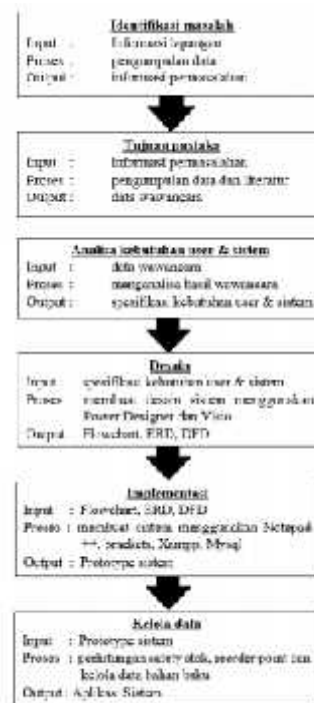 Identifikasi masalah
Input : Informasi lapangan
Proses : pengumpulan data
Output : informasi permasalahan
Tujuan pustaka
Input : Informasi permasalahan
Proses : pengumpulan data dan literatur
Output : data wawancara
Analisa kebutuhan user & sistem
Input : data wawancara
Proses : menganalisa hasil wawancara
Output : spesifikasi kebutuhan user & sistem
Desain
Input : spesifikasi kebutuhan user & sistem
Proses membuat desain sistem menggunakan
Power Designer dan Visio
Output Flowchart, ERD, DFD
Implementasi
Input : Flowchart, ERD, DFD
Proses : membuat sistem menggunakan Notepad
++, brackets, Xampp, Mysql
Output : Prototype sistem
Kelola data
Input : Prototype sistem
Proses : perhitungan safety stok, reorder point dan
kelola data bahan baku
Output : Aplikasi Sistem